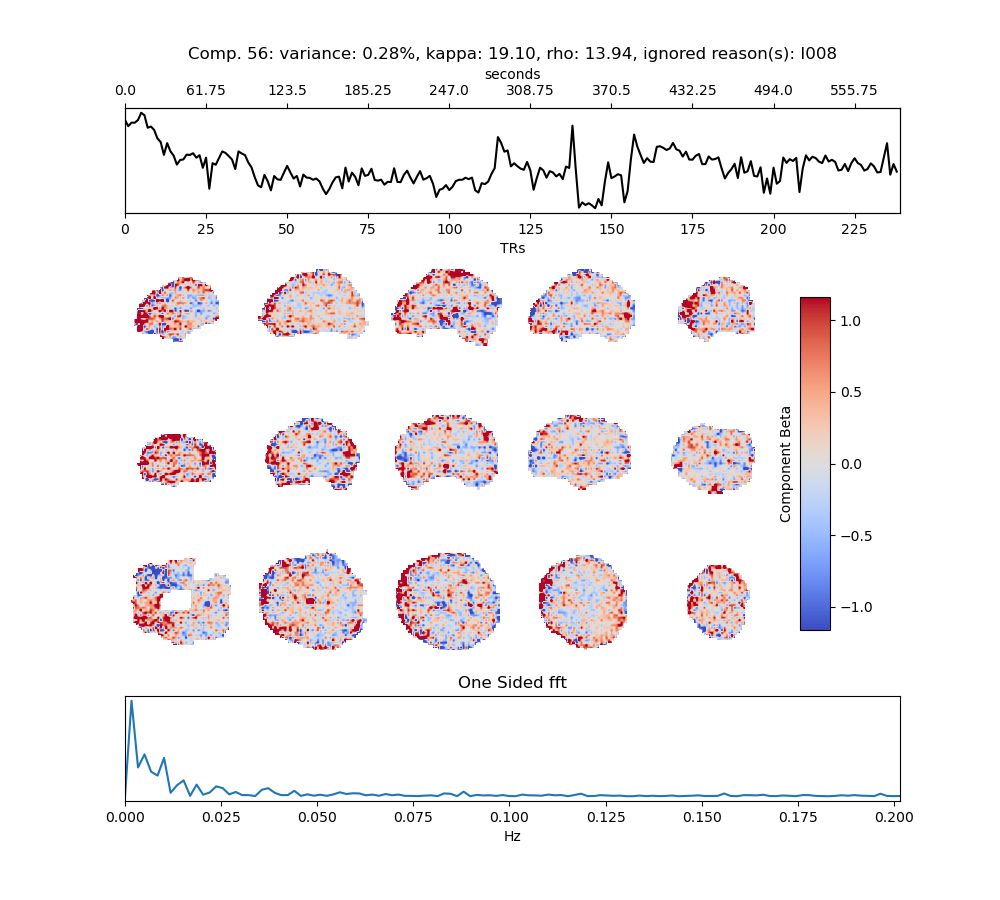 Comp. 56: variance: 0.28%, kappa: 19.10, rho: 13.94, ignored reason(s): I008
seconds
0.0 61.75 123.5 185.25 247.0 308.75 370.5 432.25 494.0 555.75
0 25 50 75 100 125 150 175 200 225
TRs
1.0
0.5
0.0
−0.5
−1.0
Component Beta
One Sided fft
0.000 0.025 0.050 0.075 0.100 0.125 0.150 0.175 0.200
Hz